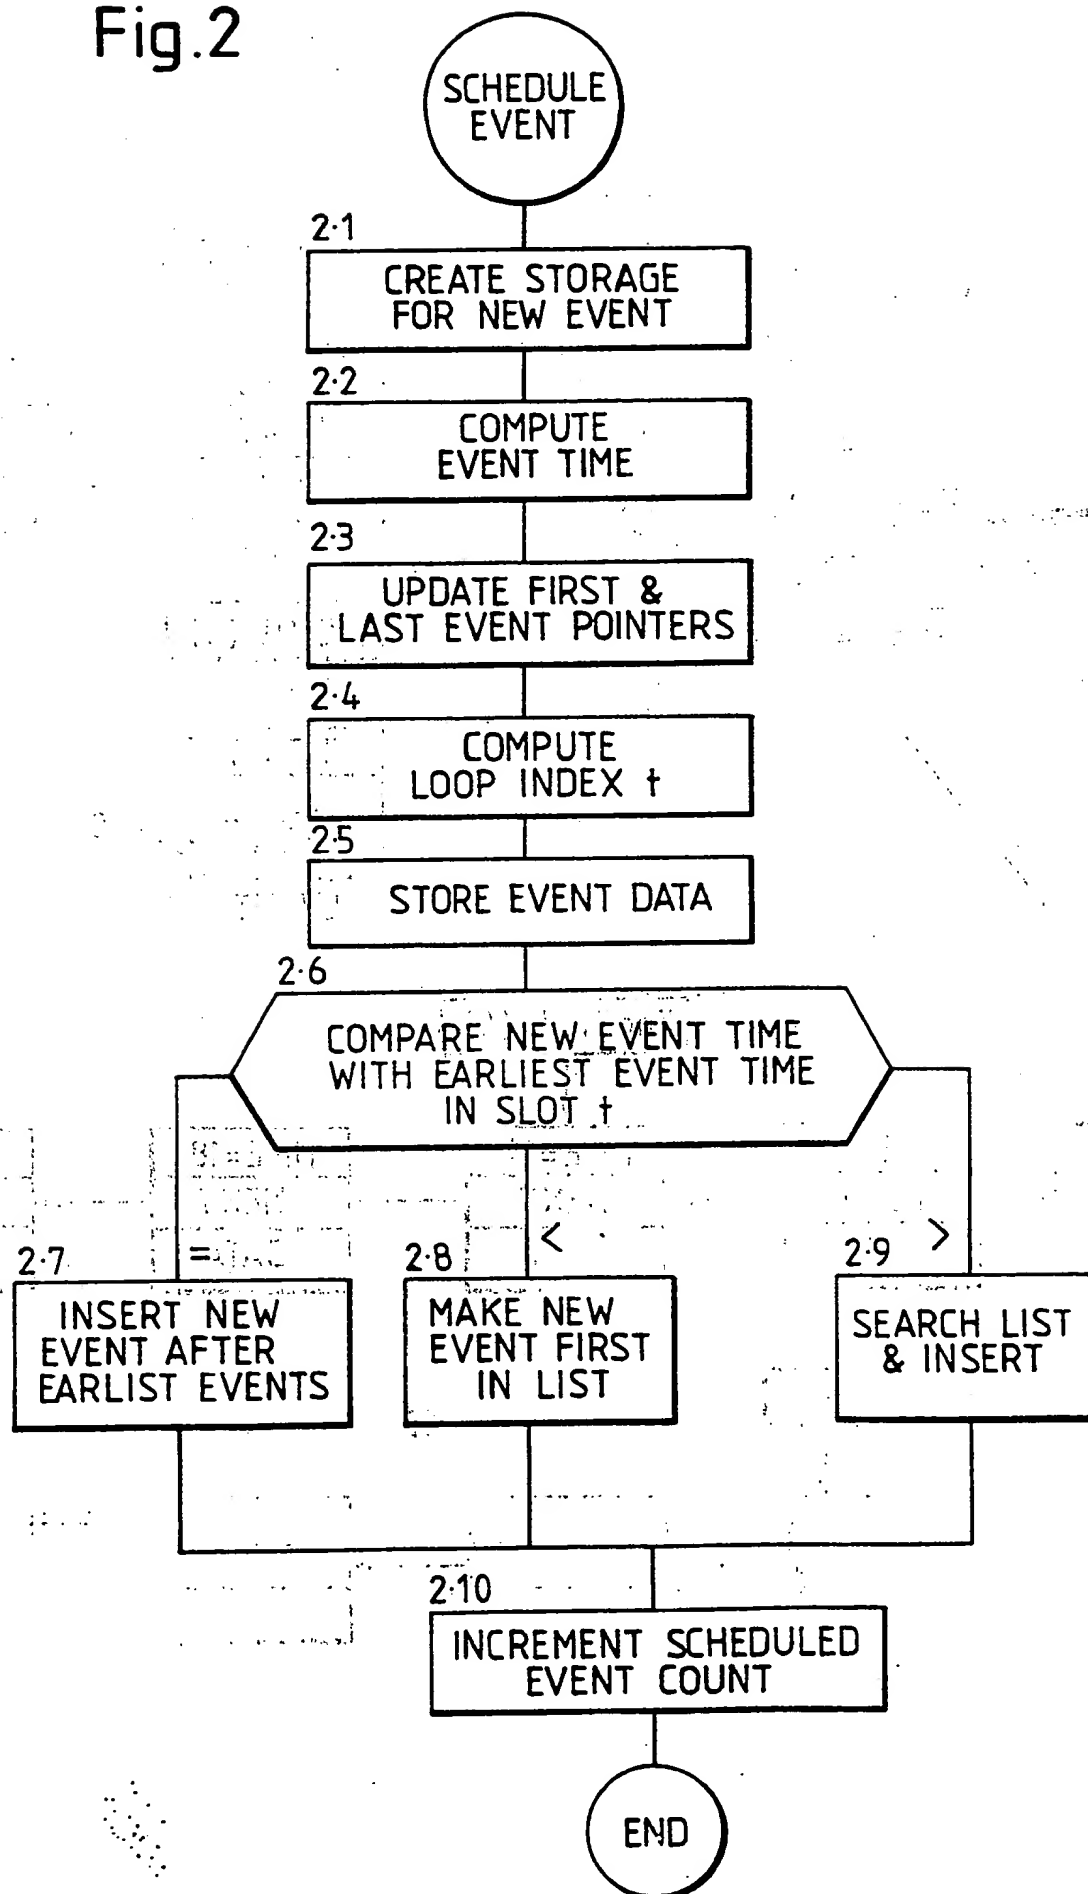 Fig.2
SCHEDULE
EVENT
2·1
CREATE STORAGE
FOR NEW EVENT
2·2
COMPUTE
EVENT TIME
2·3
UPDATE FIRST &
LAST EVENT POINTERS
2·4
COMPUTE
LOOP INDEX t
2·5
STORE EVENT DATA
2·6
COMPARE NEW EVENT TIME
WITH EARLIEST EVENT TIME
IN SLOT t
=
<
>
2·7
INSERT NEW
EVENT AFTER
EARLIST EVENTS
2·8
MAKE NEW
EVENT FIRST
IN LIST
2·9
SEARCH LIST
& INSERT
2·10
INCREMENT SCHEDULED
EVENT COUNT
END